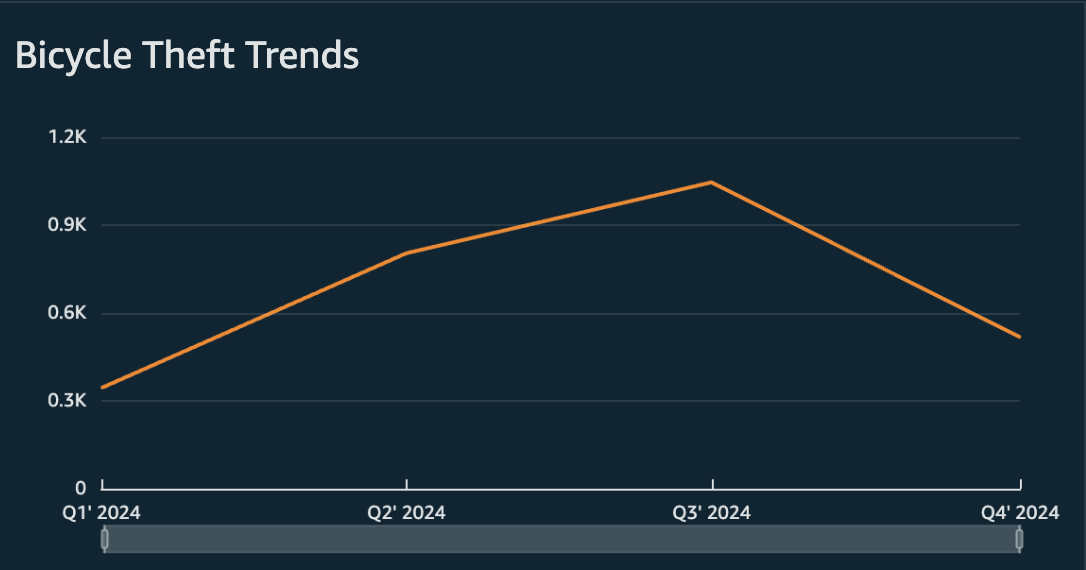 Bicycle Theft Trends
1.2K
0.9K
0.6K
0.3K
0
Q1' 2024 Q2' 2024 Q3' 2024 Q4' 2024